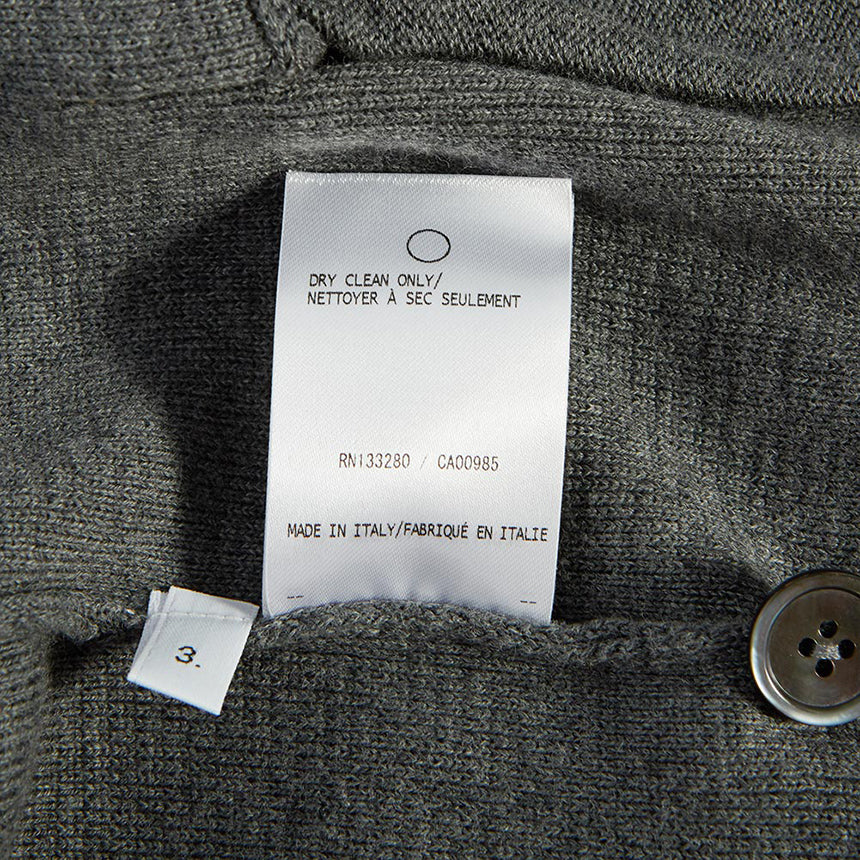 DRY CLEAN ONLY/
NETTOYER À SEC SEULEMENT
RN133280 / CA00985
MADE IN ITALY/FABRIQUÉ EN ITALIE
3.